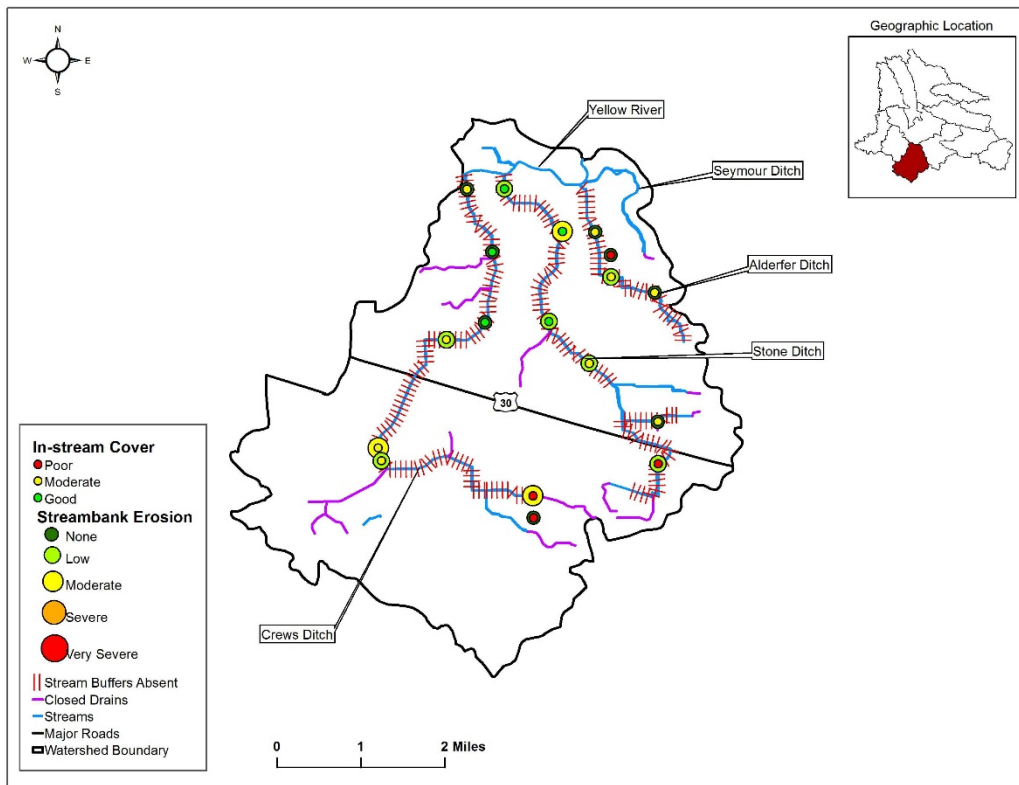 Geographic Location
N
W
E
S
Yellow River
Seymour Ditch
Alderfer Ditch
Stone Ditch
30
Crews Ditch
In-stream Cover
Poor
Moderate
Good
Streambank Erosion
None
Low
Moderate
Severe
Very Severe
Stream Buffers Absent
Closed Drains
Streams
Major Roads
Watershed Boundary
0 1 2 Miles